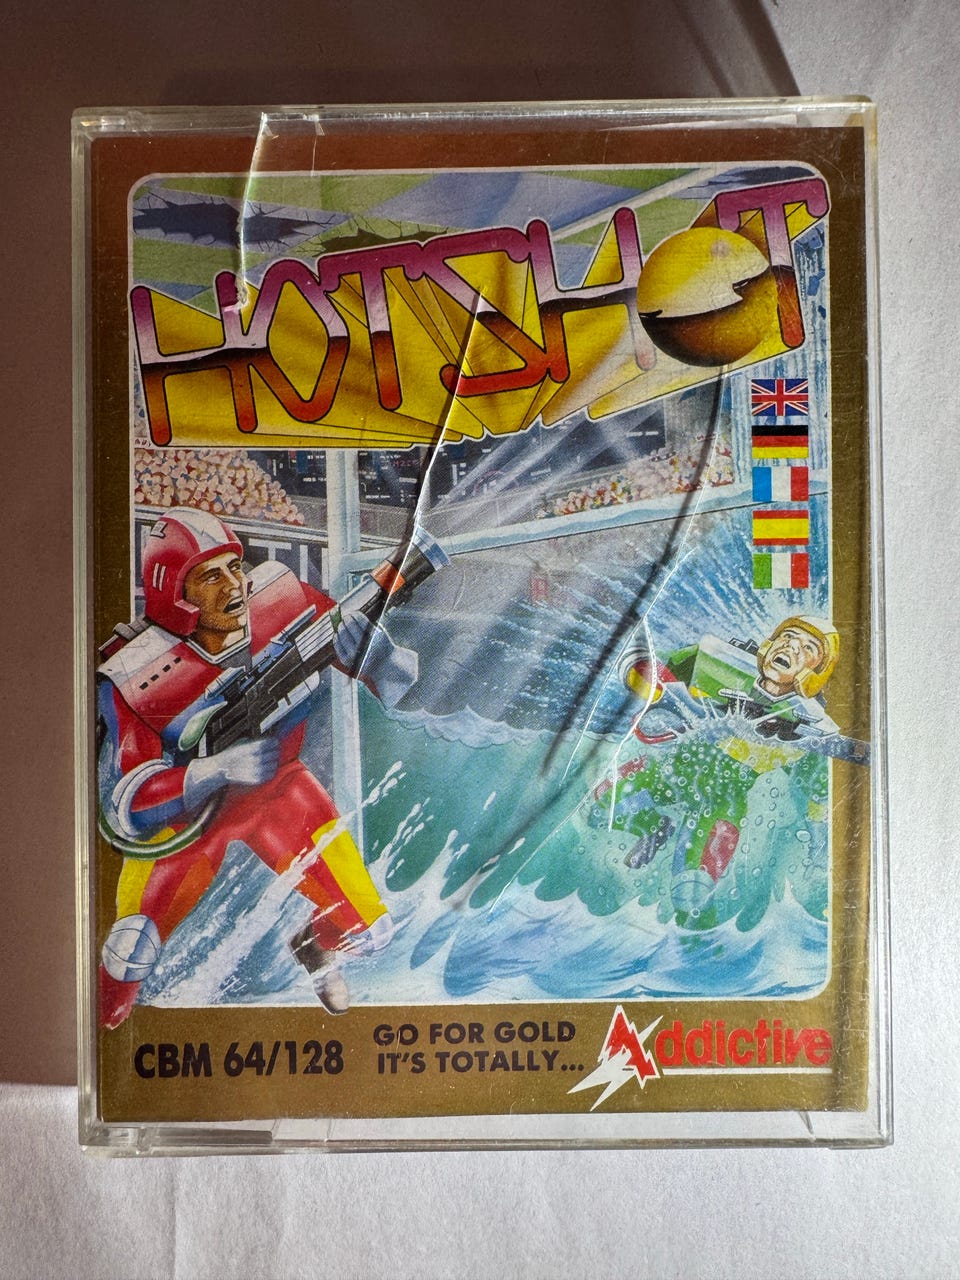 HOTSHOT
CBM 64/128
GO FOR GOLD
IT'S TOTALLY...
Addictive